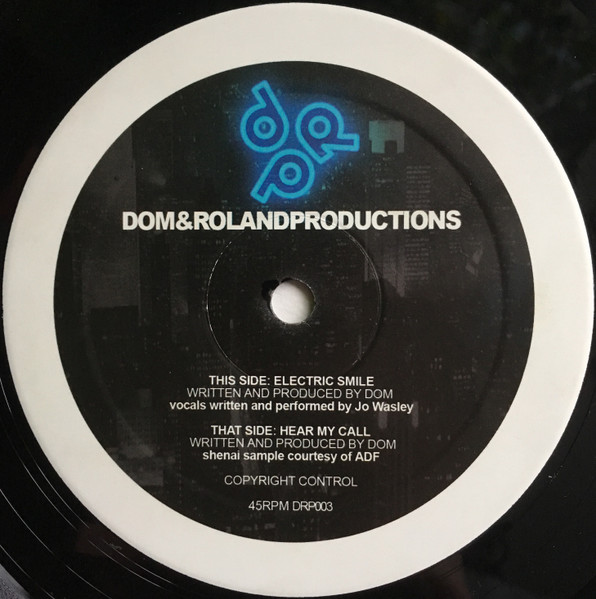 DRP
DOM&ROLANDPRODUCTIONS
THIS SIDE: ELECTRIC SMILE
WRITTEN AND PRODUCED BY DOM
vocals written and performed by Jo Wasley
THAT SIDE: HEAR MY CALL
WRITTEN AND PRODUCED BY DOM
shenai sample courtesy of ADF
COPYRIGHT CONTROL
45RPM DRP003